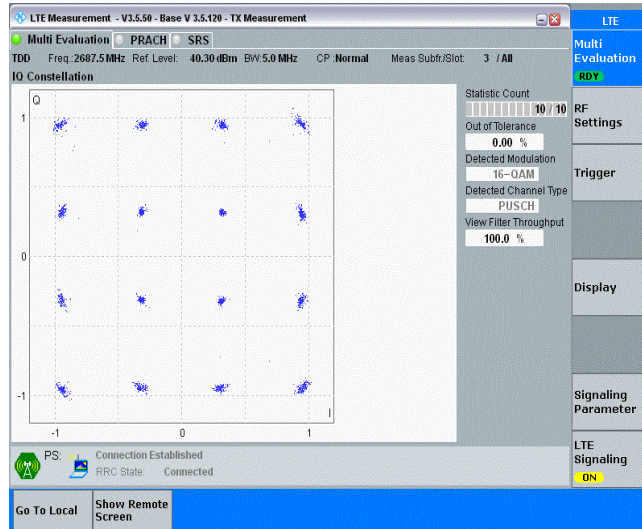 LTE Measurement - V3.5.50 - Base V 3.5.120 - TX Measurement
LTE
Multi Evaluation PRACH SRS
TDD Freq.:2687.5 MHz Ref. Level: 40.30 dBm BW:5.0 MHz CP :Normal Meas Subfr./Slot: 3 / All
IQ Constellation
Q
1
0
-1
-1 0 1
I
Statistic Count
10 / 10
Out of Tolerance
0.00 %
Detected Modulation
16-QAM
Detected Channel Type
PUSCH
View Filter Throughput
100.0 %
PS: Connection Established
RRC State: Connected
Multi
Evaluation
RDY
RF
Settings
Trigger
Display
Signaling
Parameter
LTE
Signaling
ON
Go To Local
Show Remote
Screen